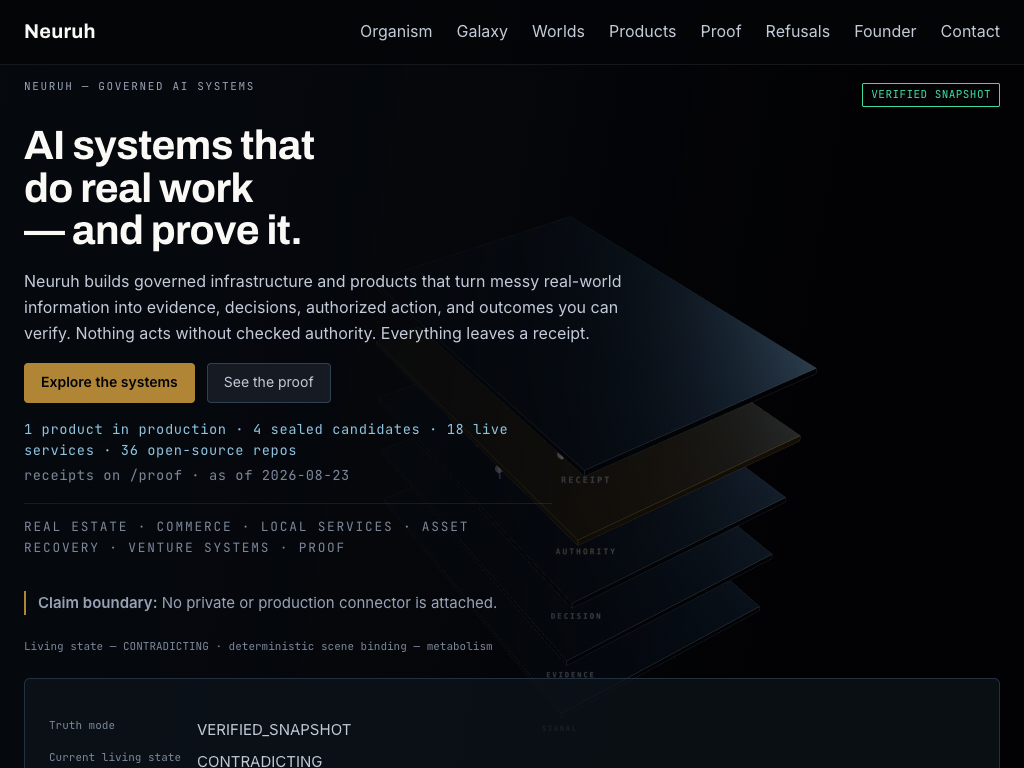 Neuruh
Organism Galaxy Worlds Products Proof Refusals Founder Contact
NEURUH — GOVERNED AI SYSTEMS
VERIFIED SNAPSHOT
AI systems that
do real work
— and prove it.
Neuruh builds governed infrastructure and products that turn messy real-world
information into evidence, decisions, authorized action, and outcomes you can
verify. Nothing acts without checked authority. Everything leaves a receipt.
Explore the systems
See the proof
1 product in production · 4 sealed candidates · 18 live
services · 36 open-source repos
receipts on /proof · as of 2026-08-23
REAL ESTATE · COMMERCE · LOCAL SERVICES · ASSET
RECOVERY · VENTURE SYSTEMS · PROOF
Claim boundary: No private or production connector is attached.
Living state — CONTRADICTING · deterministic scene binding — metabolism
RECEIPT
AUTHORITY
DECISION
EVIDENCE
SIGNAL
Truth mode VERIFIED_SNAPSHOT
Current living state CONTRADICTING